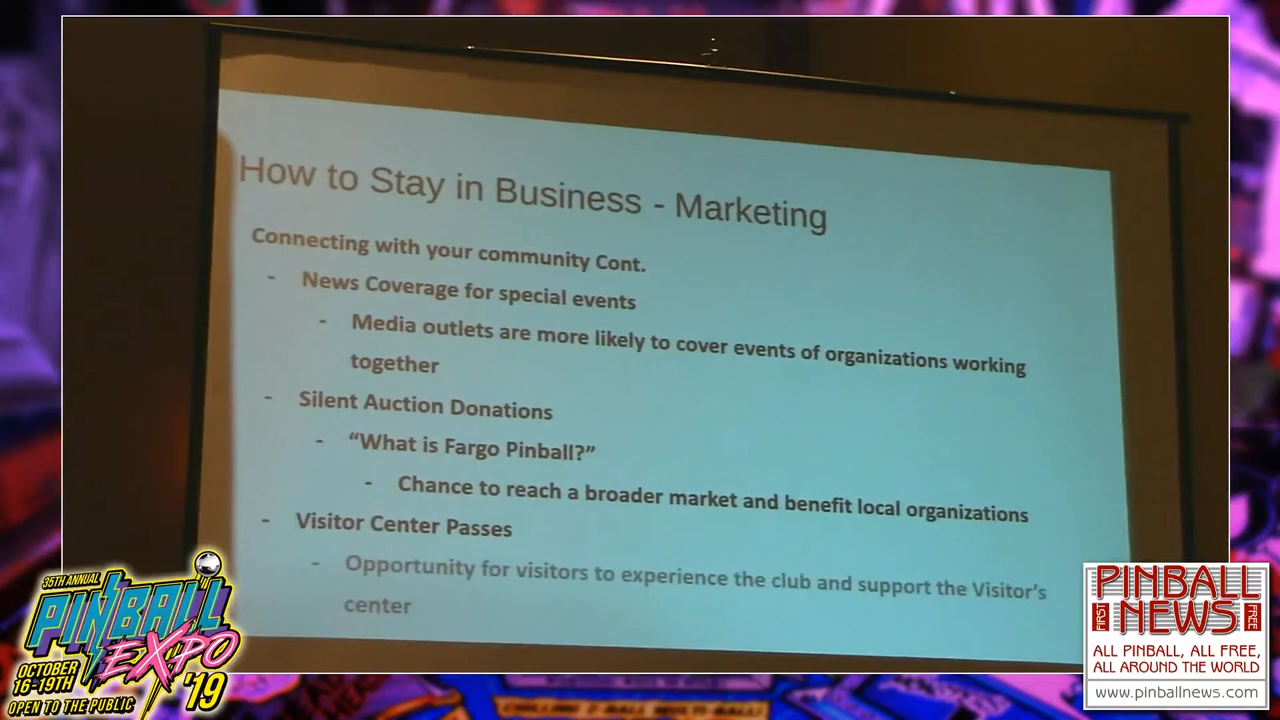 How to Stay in Business - Marketing
Connecting with your community Cont.
- News Coverage for special events
- Media outlets are more likely to cover events of organizations working
together
- Silent Auction Donations
- “What is Fargo Pinball?”
- Chance to reach a broader market and benefit local organizations
- Visitor Center Passes
- Opportunity for visitors to experience the club and support the Visitor’s
center
35TH ANNUAL
PINBALL
EXPO
OCTOBER
16-19TH
'19
OPEN TO THE PUBLIC
PINBALL
FIRST NEWS FREE
ALL PINBALL, ALL FREE,
ALL AROUND THE WORLD
www.pinballnews.com